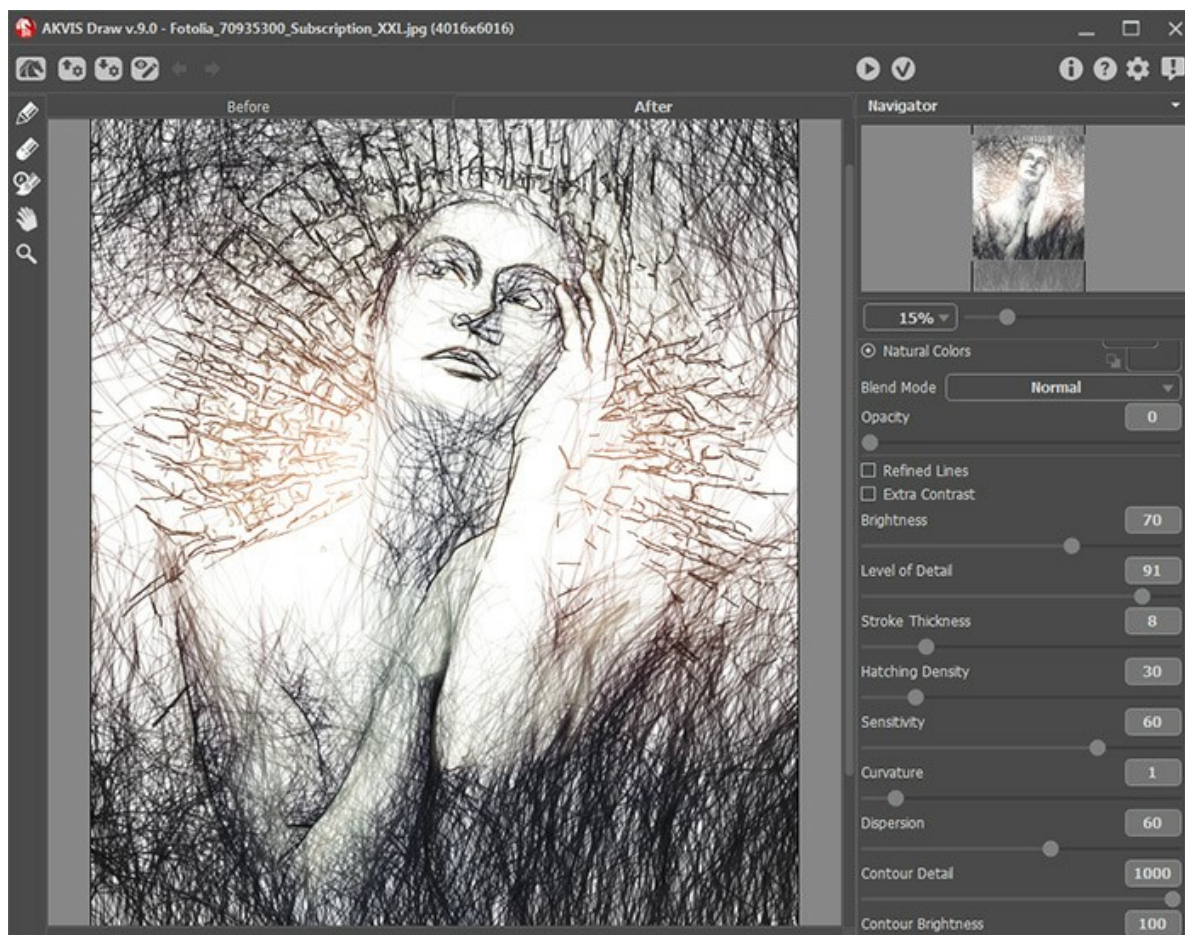 AKVIS Draw v.9.0 - Fotolia_70935300_Subscription_XXL.jpg (4016x6016)
Before
After
Navigator
15%
Natural Colors
Blend Mode
Normal
Opacity
0
Refined Lines
Extra Contrast
Brightness
70
Level of Detail
91
Stroke Thickness
8
Hatching Density
30
Sensitivity
60
Curvature
1
Dispersion
60
Contour Detail
1000
Contour Brightness
100